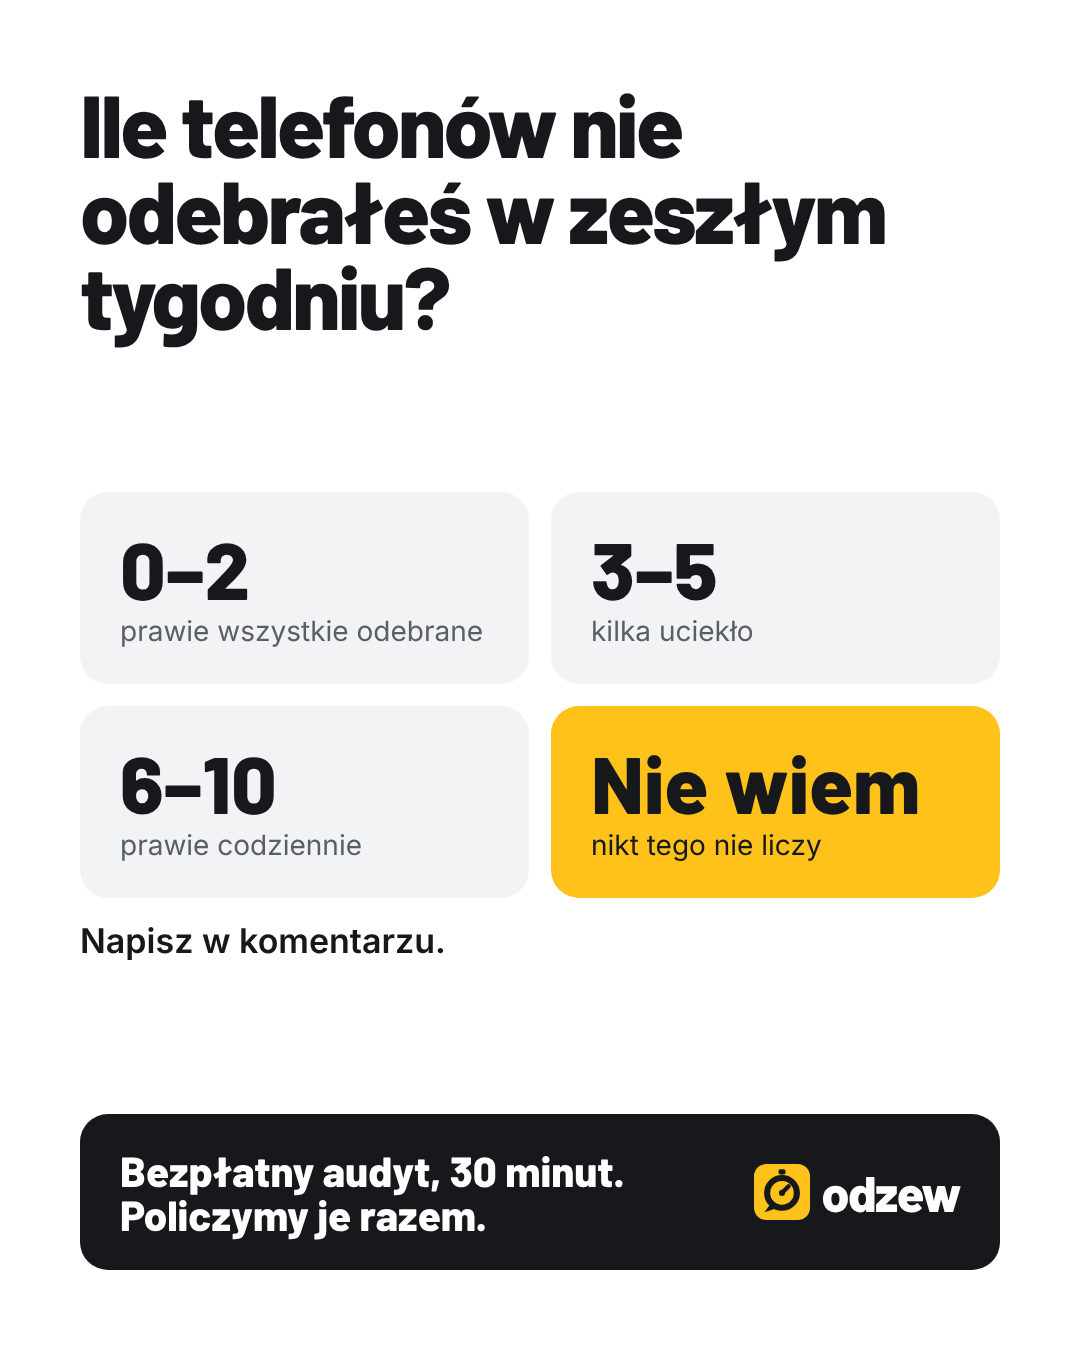 Ile telefonów nie
odebrałeś w zeszłym
tygodniu?
0–2
prawie wszystkie odebrane
3–5
kilka uciekło
6–10
prawie codziennie
Nie wiem
nikt tego nie liczy
Napisz w komentarzu.
Bezpłatny audyt, 30 minut.
Policzymy je razem.
odzew